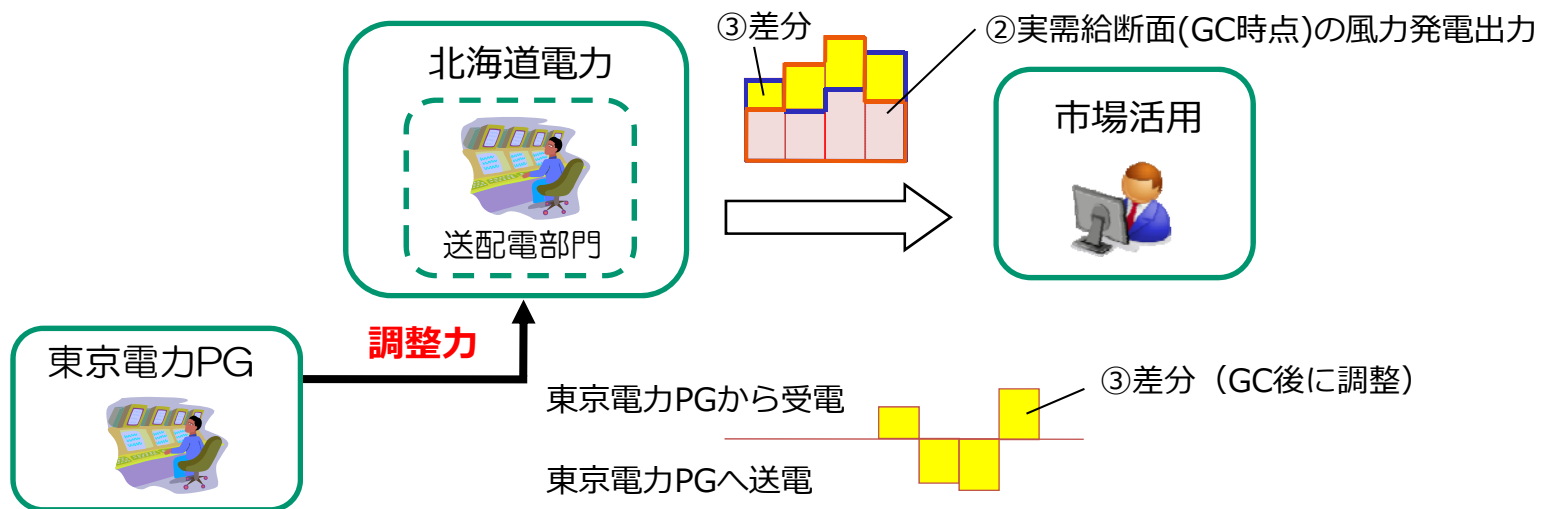 ③差分
②実需給断面(GC時点)の風力発電出力
北海道電力
送配電部門
市場活用
調整力
東京電力PG
③差分（GC後に調整）
東京電力PGから受電
東京電力PGへ送電